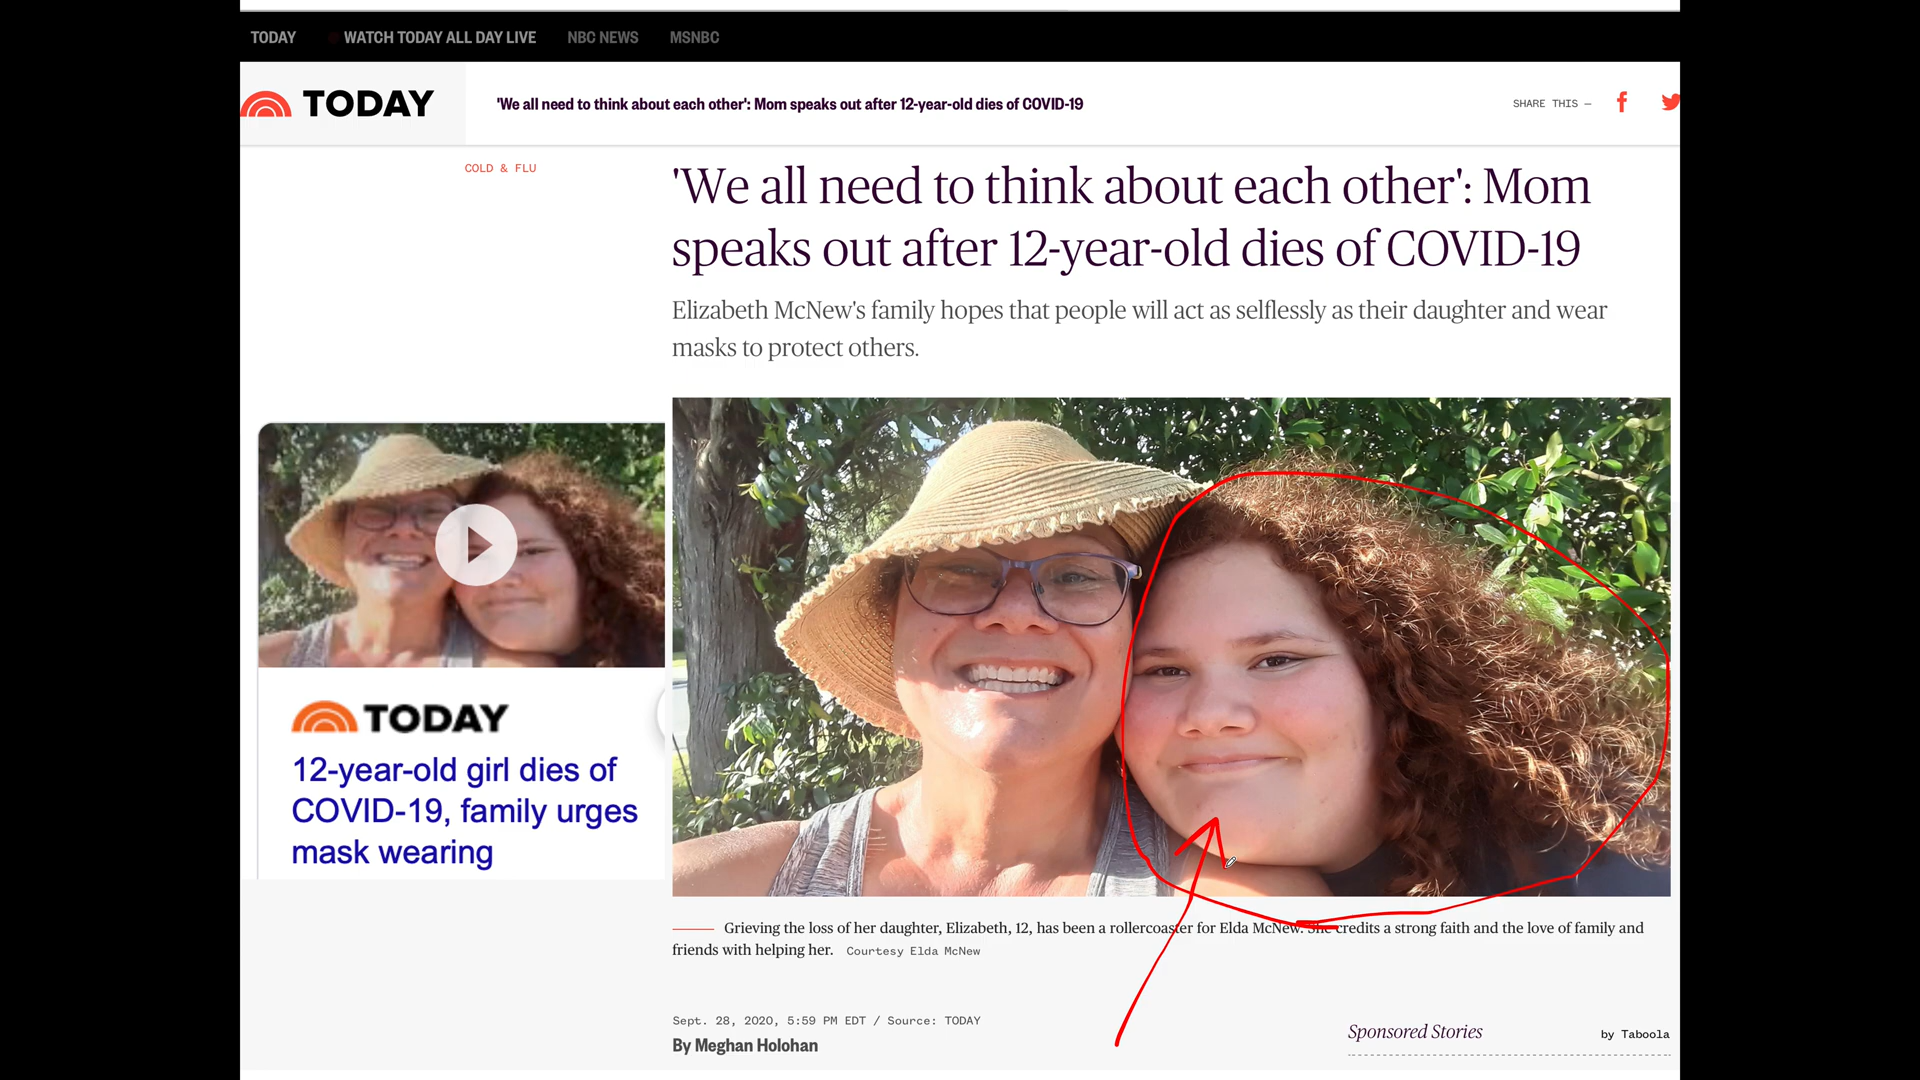 TODAY WATCH TODAY ALL DAY LIVE NBC NEWS MSNBC
TODAY 'We all need to think about each other': Mom speaks out after 12-year-old dies of COVID-19 SHARE THIS —
COLD & FLU
'We all need to think about each other': Mom
speaks out after 12-year-old dies of COVID-19
Elizabeth McNew's family hopes that people will act as selflessly as their daughter and wear
masks to protect others.
TODAY
12-year-old girl dies of
COVID-19, family urges
mask wearing
Grieving the loss of her daughter, Elizabeth, 12, has been a rollercoaster for Elda McNew. She credits a strong faith and the love of family and
friends with helping her. Courtesy Elda McNew
Sept. 28, 2020, 5:59 PM EDT / Source: TODAY
By Meghan Holohan
Sponsored Stories by Taboola